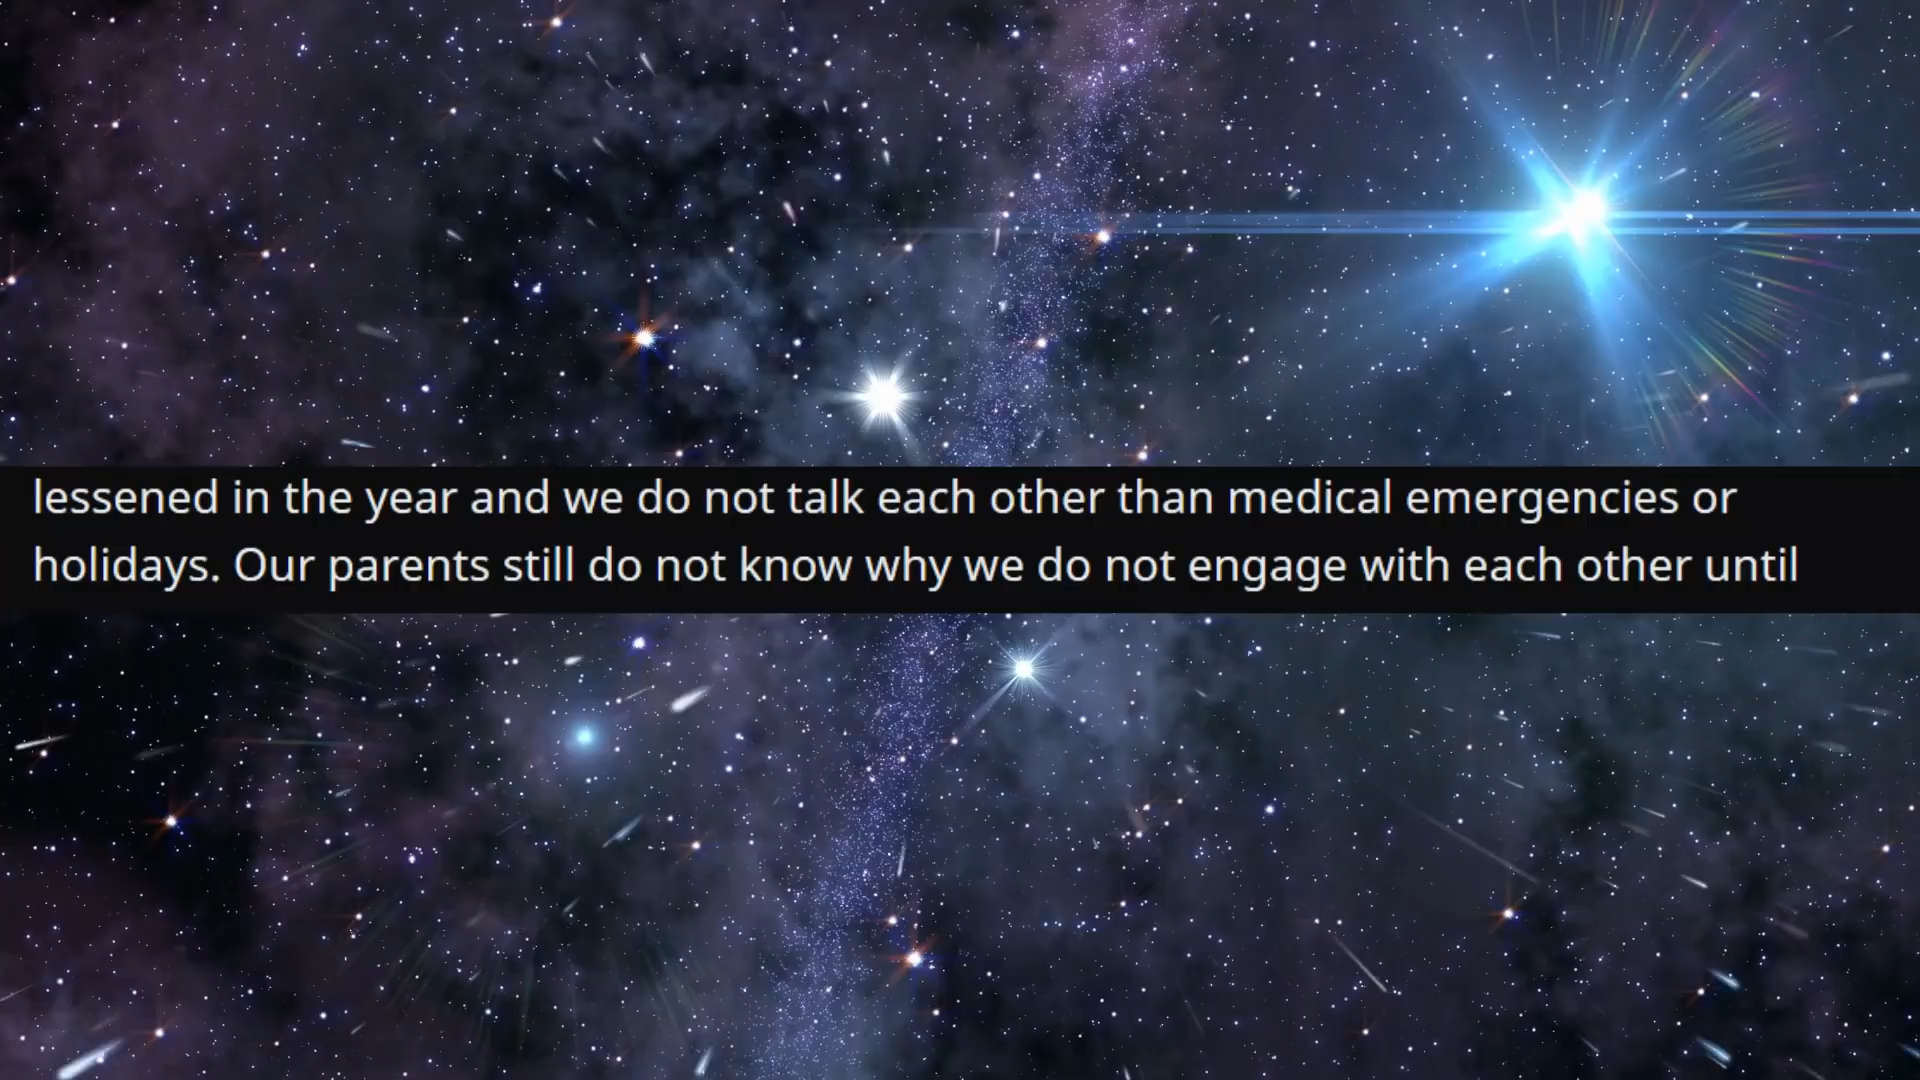 lessened in the year and we do not talk each other than medical emergencies or
holidays. Our parents still do not know why we do not engage with each other until